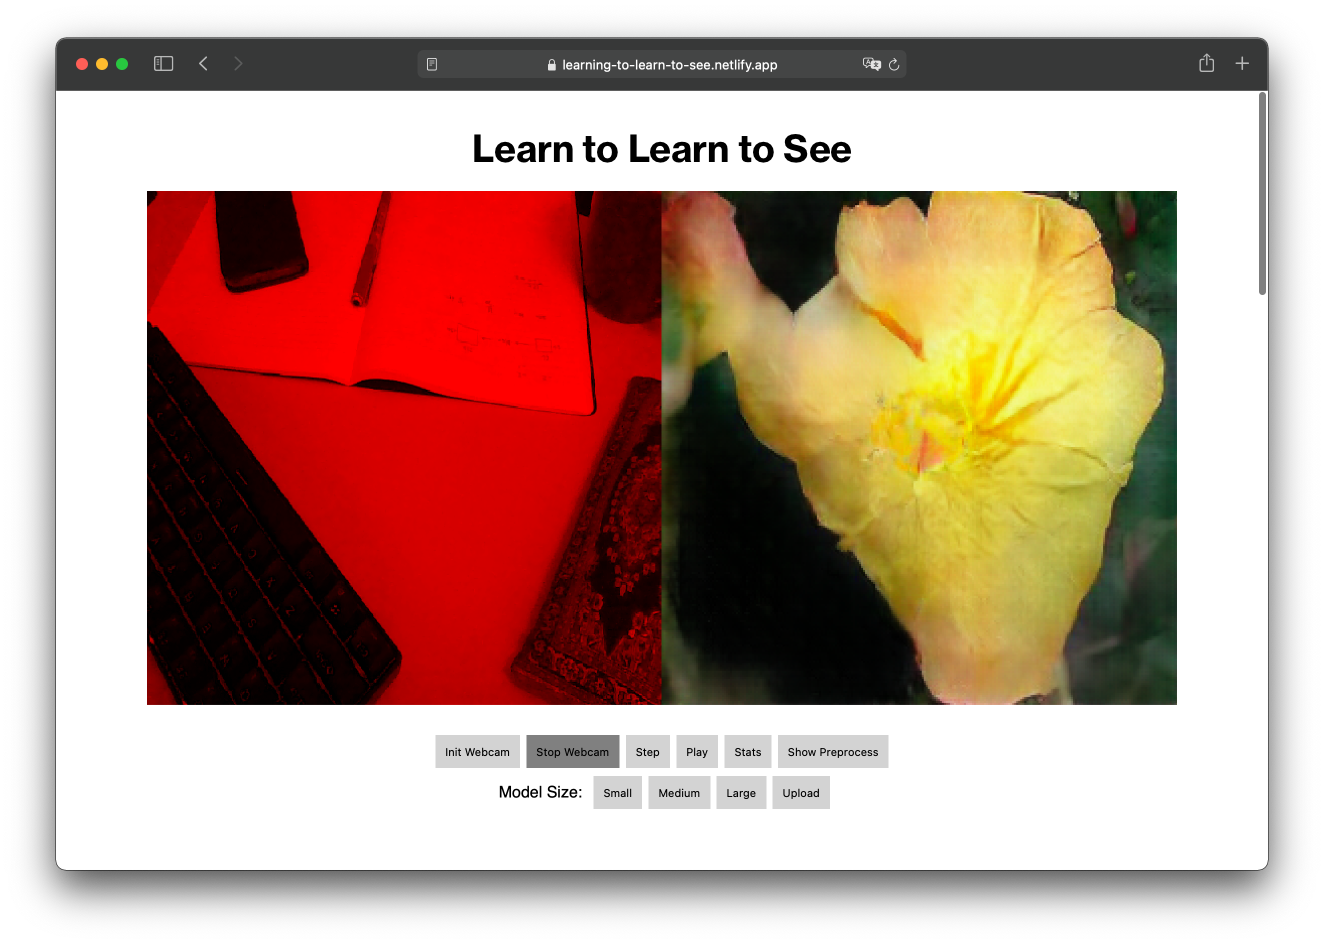 learning-to-learn-to-see.netlify.app
Learn to Learn to See
Init Webcam Stop Webcam Step Play Stats Show Preprocess
Model Size: Small Medium Large Upload